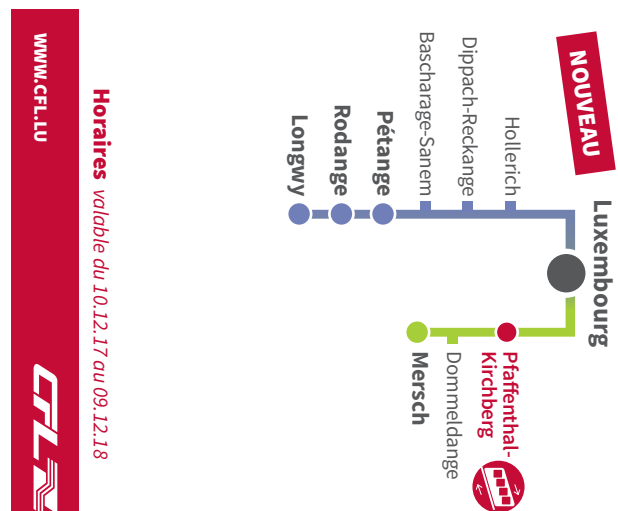 NOUVEAU
Luxembourg
Hollerich
Dippach-Reckange
Bascharage-Sanem
Pétange
Rodange
Longwy
Pfaffenthal-
Kirchberg
Dommeldange
Mersch
Horaires valable du 10.12.17 au 09.12.18
WWW.CFL.LU
CFL